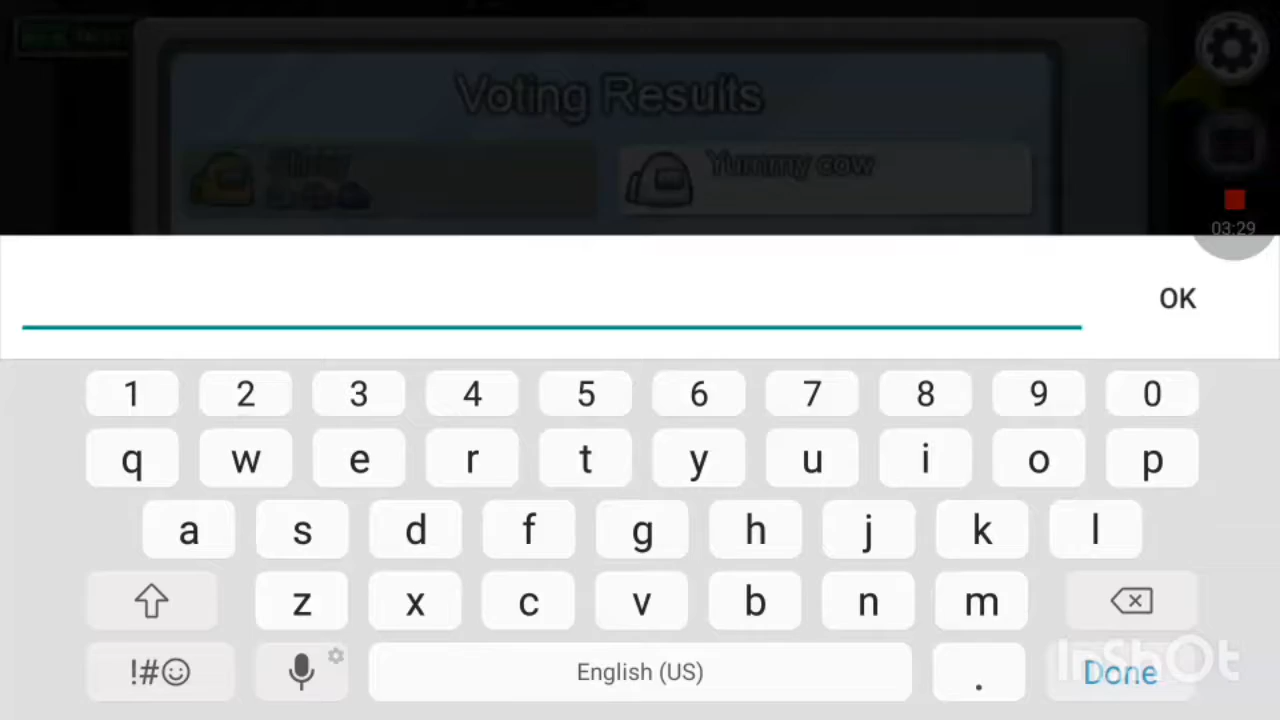 Voting Results
Yummy cow
03:29
OK
1 2 3 4 5 6 7 8 9 0
q w e r t y u i o p
a s d f g h j k l
z x c v b n m
!#☺ English (US) . Done
InShOt